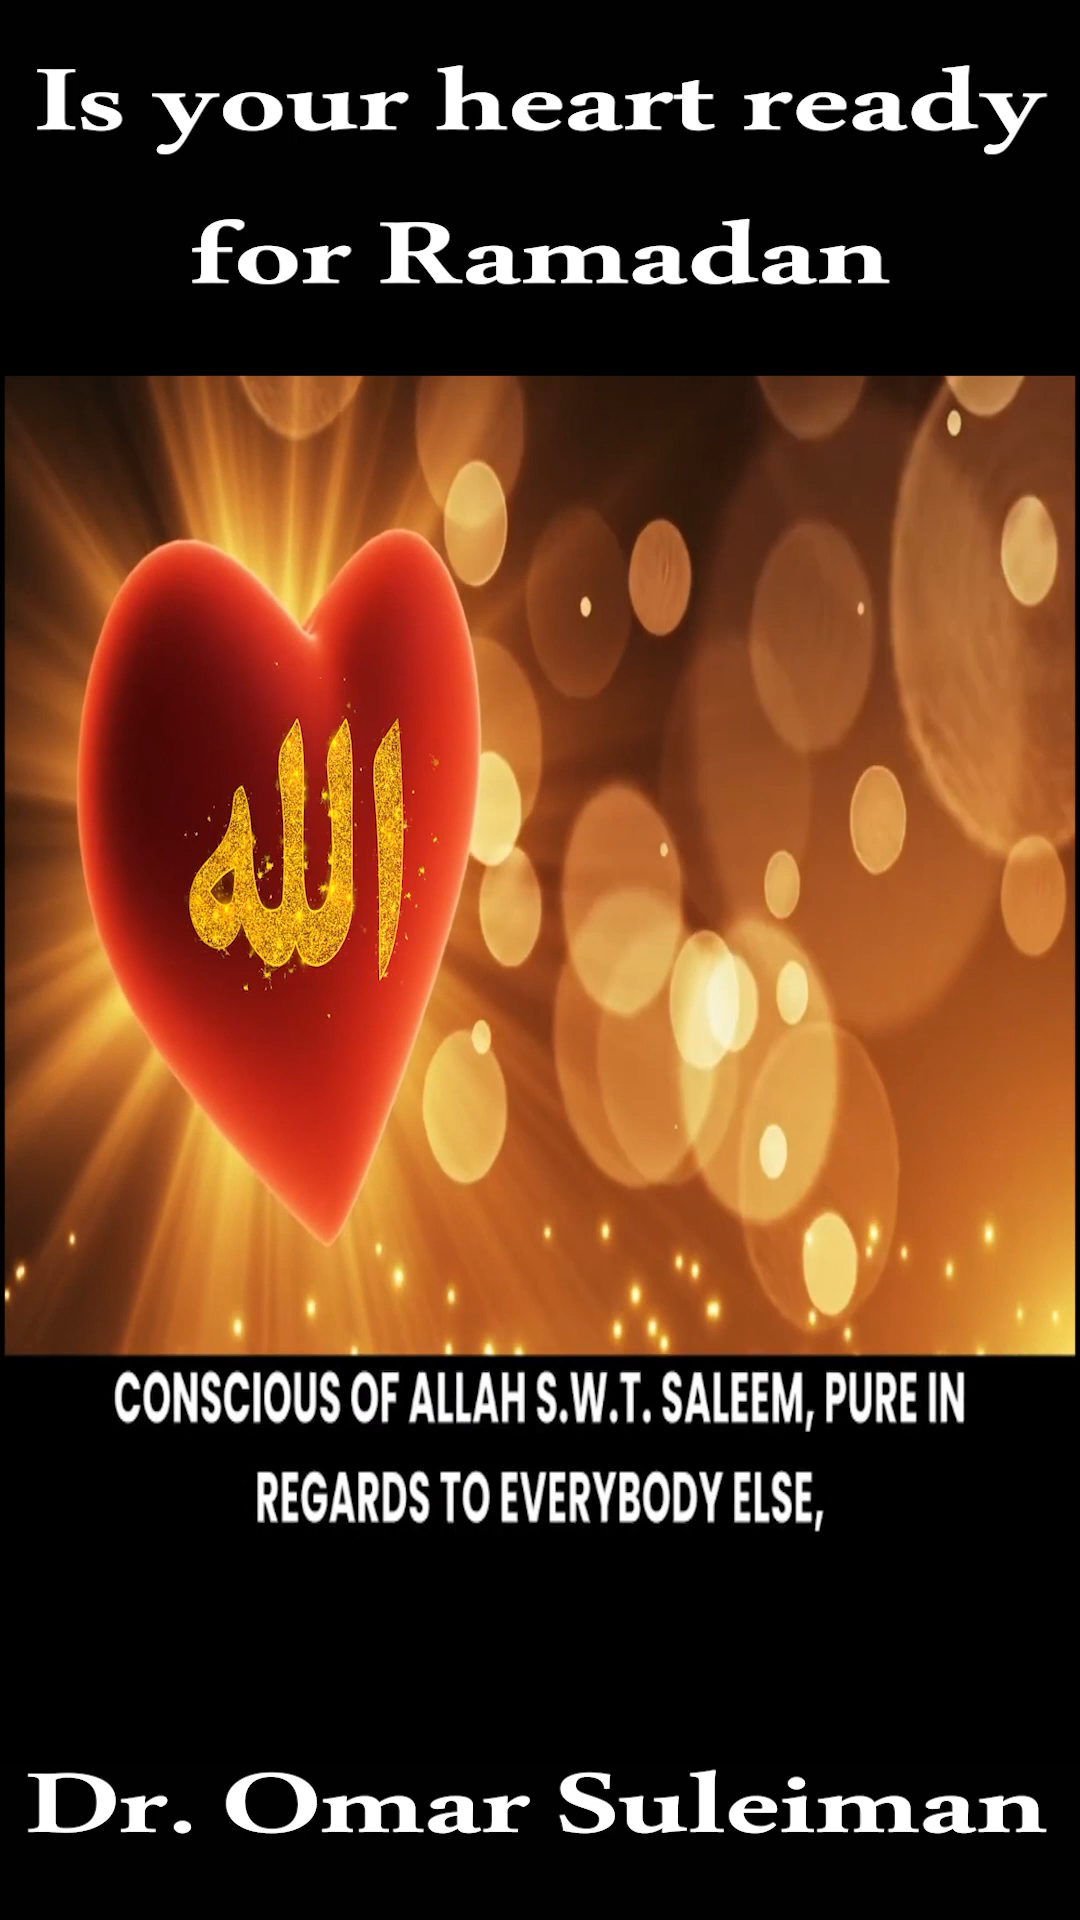 Is your heart ready
for Ramadan
الله
CONSCIOUS OF ALLAH S.W.T. SALEEM, PURE IN
REGARDS TO EVERYBODY ELSE,
Dr. Omar Suleiman